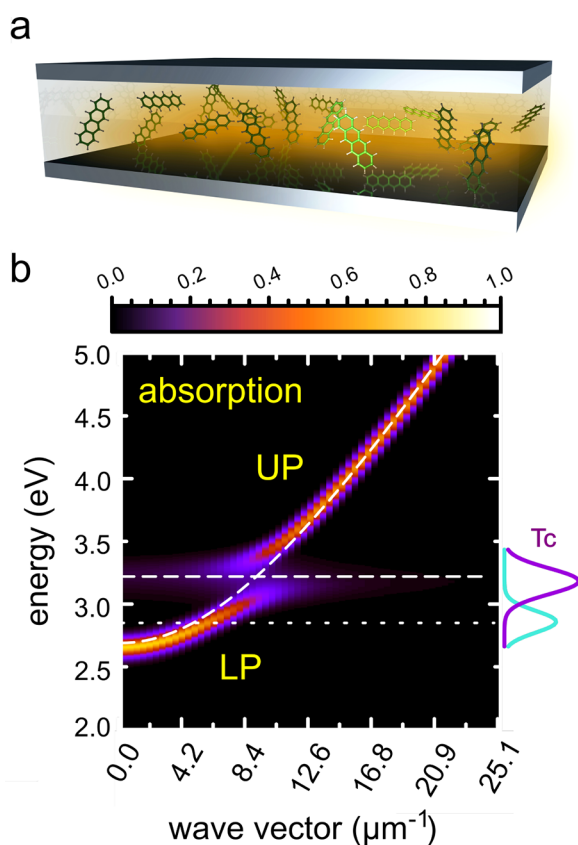 a
b
0.0 0.2 0.4 0.6 0.8 1.0
5.0
absorption
4.5
UP
4.0
3.5
Tc
energy (eV)
3.0
LP
2.5
2.0
0.0 4.2 8.4 12.6 16.8 20.9 25.1
wave vector (µm⁻¹)